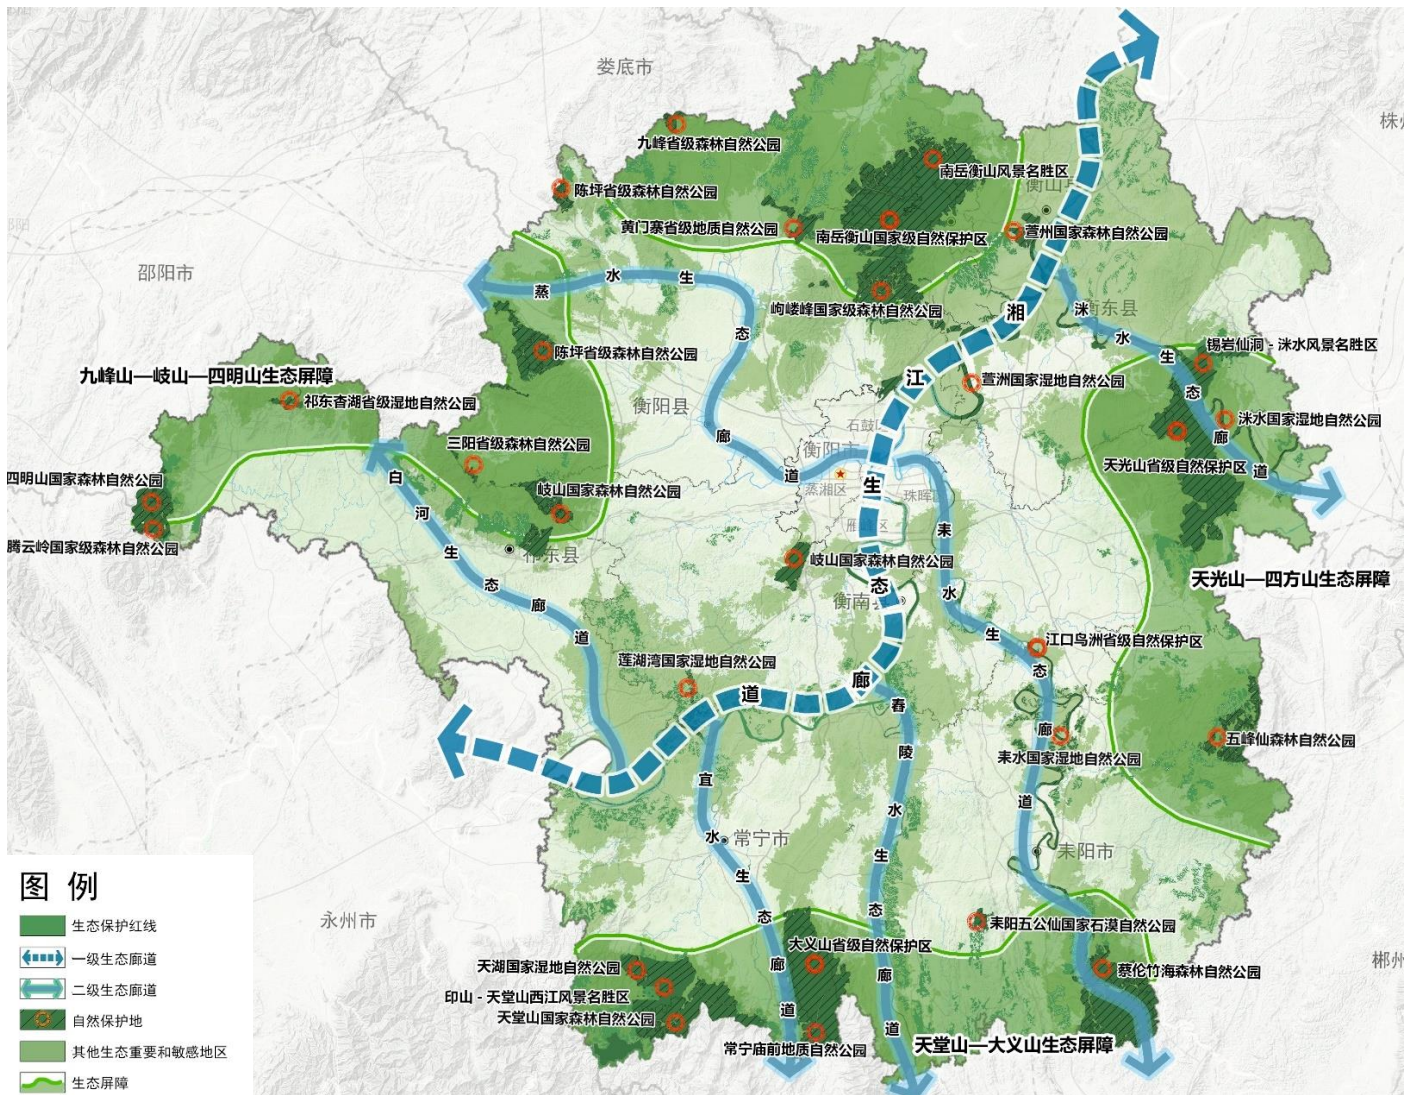 娄底市
九峰省级森林自然公园
南岳衡山风景名胜区
衡山县
陈坪省级森林自然公园
黄门寨省级地质自然公园
南岳衡山国家级自然保护区
萱州国家森林自然公园
邵阳市
蒸水生态廊道
岣嵝峰国家级森林自然公园
湘江生态廊道
洣水生态廊道
衡东县
锡岩仙洞-洣水风景名胜区
陈坪省级森林自然公园
九峰山—岐山—四明山生态屏障
祁东杳湖省级湿地自然公园
衡阳县
萱洲国家湿地自然公园
石鼓区
洣水国家湿地自然公园
三阳省级森林自然公园
衡阳市
天光山省级自然保护区
四明山国家森林自然公园
白河生态廊道
岐山国家森林自然公园
蒸湘区
珠晖
耒水生态廊道
腾云岭国家级森林自然公园
祁东县
岐山国家森林自然公园
天光山—四方山生态屏障
衡南县
江口鸟洲省级自然保护区
莲湖湾国家湿地自然公园
舂陵水生态廊道
五峰仙森林自然公园
耒水国家湿地自然公园
宜水生态廊道
常宁市
耒阳市
永州市
耒阳五公仙国家石漠自然公园
大义山省级自然保护区
天湖国家湿地自然公园
蔡伦竹海森林自然公园
印山-天堂山西江风景名胜区
天堂山国家森林自然公园
常宁庙前地质自然公园
天堂山—大义山生态屏障
图例
生态保护红线
一级生态廊道
二级生态廊道
自然保护地
其他生态重要和敏感地区
生态屏障